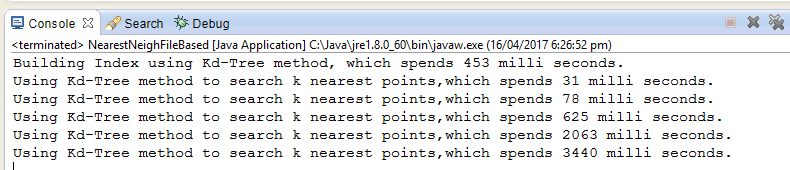 Console Search Debug
<terminated> NearestNeighFileBased [Java Application] C:\Java\jre1.8.0_60\bin\javaw.exe (16/04/2017 6:26:52 pm)
Building Index using Kd-Tree method, which spends 453 milli seconds.
Using Kd-Tree method to search k nearest points,which spends 31 milli seconds.
Using Kd-Tree method to search k nearest points,which spends 78 milli seconds.
Using Kd-Tree method to search k nearest points,which spends 625 milli seconds.
Using Kd-Tree method to search k nearest points,which spends 2063 milli seconds.
Using Kd-Tree method to search k nearest points,which spends 3440 milli seconds.